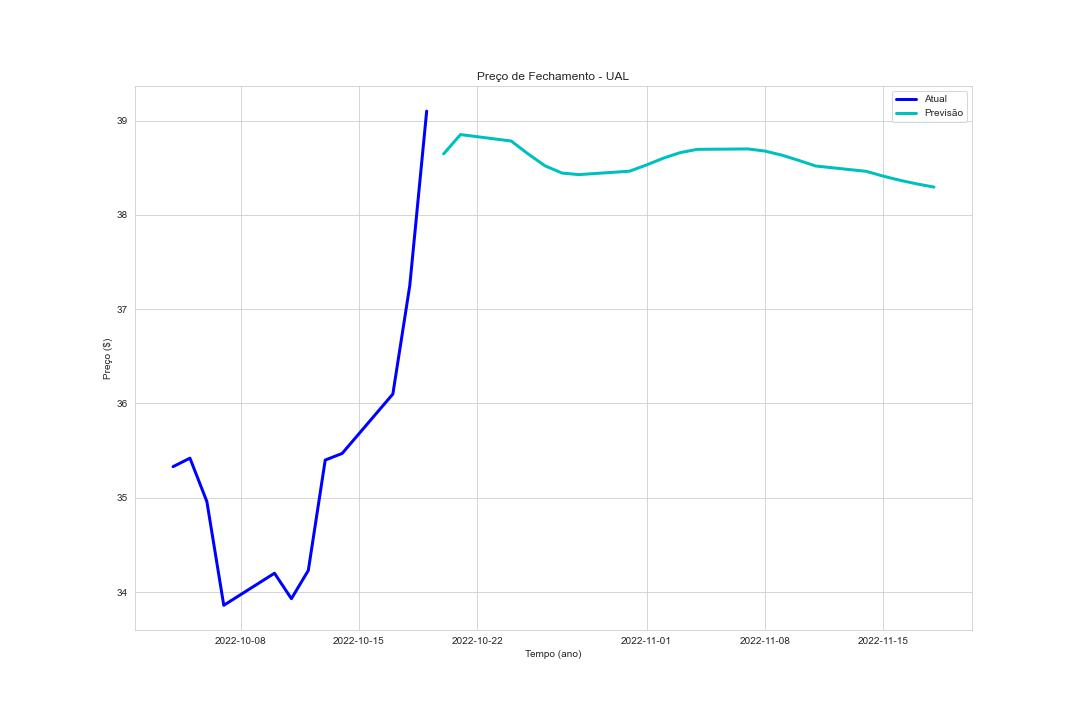 Preço de Fechamento - UAL
Atual
Previsão
39
38
37
36
35
34
Preço ($)
2022-10-08
2022-10-15
2022-10-22
2022-11-01
2022-11-08
2022-11-15
Tempo (ano)